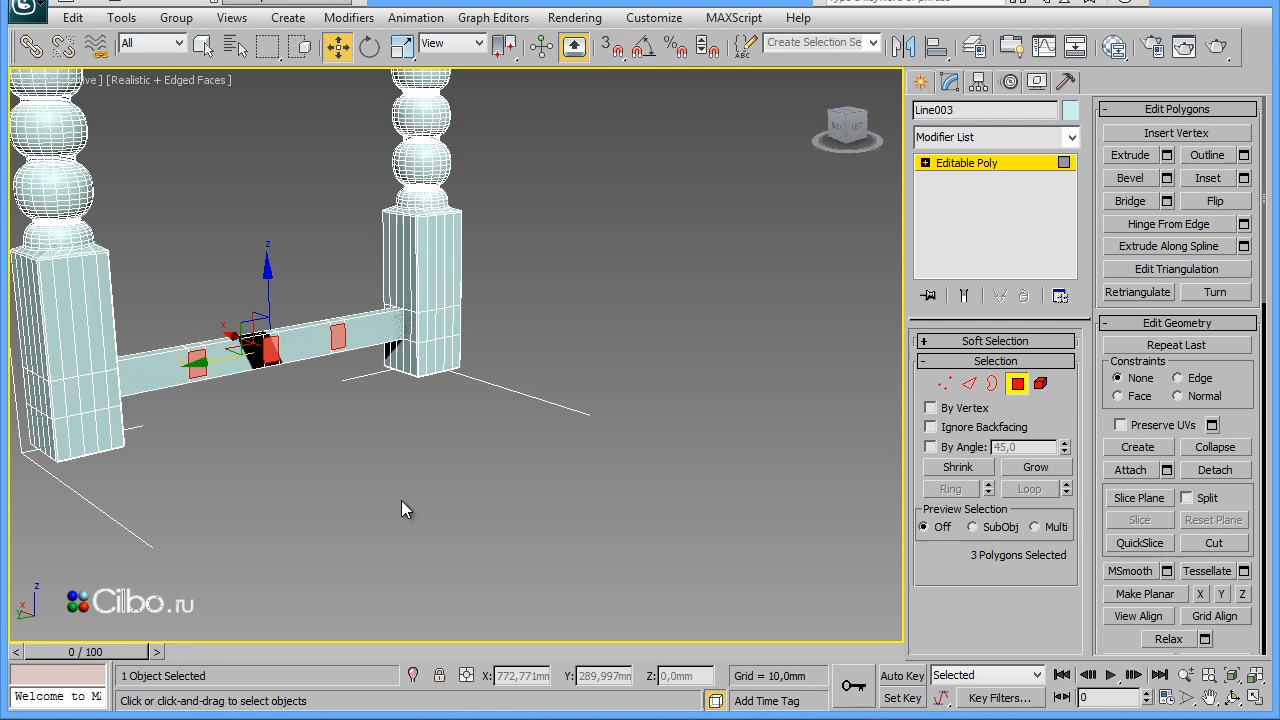 Type a keyword or phrase
Edit Tools Group Views Create Modifiers Animation Graph Editors Rendering Customize MAXScript Help
All
View
3
Create Selection Se
[Realistic + Edged Faces ]
Line003
Modifier List
Editable Poly
Soft Selection
Selection
By Vertex
Ignore Backfacing
By Angle: 45,0
Shrink Grow
Ring Loop
Preview Selection
Off SubObj Multi
3 Polygons Selected
Edit Polygons
Insert Vertex
Extrude Outline
Bevel Inset
Bridge Flip
Hinge From Edge
Extrude Along Spline
Edit Triangulation
Retriangulate Turn
Edit Geometry
Repeat Last
Constraints
None Edge
Face Normal
Preserve UVs
Create Collapse
Attach Detach
Slice Plane Split
Slice Reset Plane
QuickSlice Cut
MSmooth Tessellate
Make Planar X Y Z
View Align Grid Align
Relax
z
x
z
x
y
Cilbo.ru
< 0 / 100 >
1 Object Selected X: 772,771mm Y: 289,997mm Z: 0,0mm Grid = 10,0mm Auto Key Selected
Welcome to M
Click or click-and-drag to select objects Add Time Tag Set Key Key Filters... 0